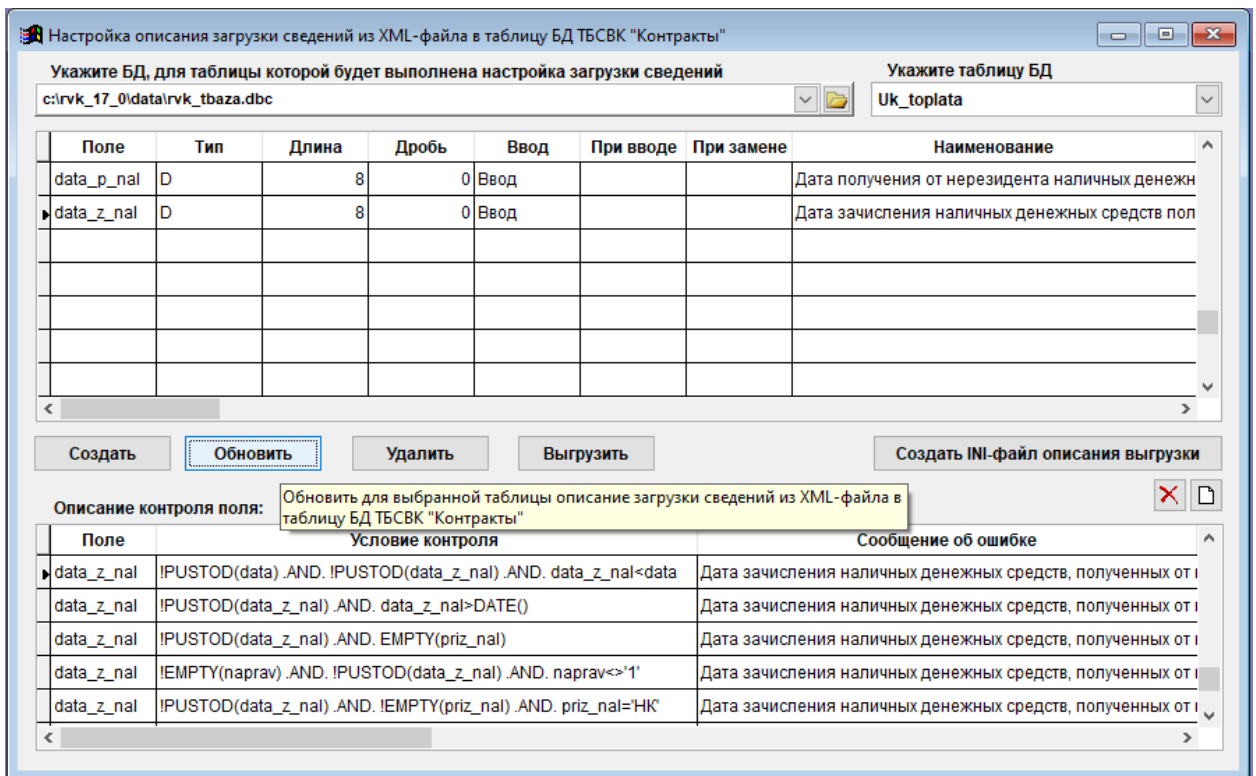 Настройка описания загрузки сведений из XML-файла в таблицу БД ТБСВК "Контракты"
Укажите БД, для таблицы которой будет выполнена настройка загрузки сведений
Укажите таблицу БД
c:\rvk_17_0\data\rvk_tbaza.dbc
Uk_toplata
Поле Тип Длина Дробь Ввод При вводе При замене Наименование
data_p_nal D 8 0 Ввод Дата получения от нерезидента наличных денежн
data_z_nal D 8 0 Ввод Дата зачисления наличных денежных средств пол
Создать Обновить Удалить Выгрузить Создать INI-файл описания выгрузки
Описание контроля поля:
Обновить для выбранной таблицы описание загрузки сведений из XML-файла в
таблицу БД ТБСВК "Контракты"
Поле Условие контроля Сообщение об ошибке
data_z_nal !PUSTOD(data) .AND. !PUSTOD(data_z_nal) .AND. data_z_nal<data Дата зачисления наличных денежных средств, полученных от
data_z_nal !PUSTOD(data_z_nal) .AND. data_z_nal>DATE() Дата зачисления наличных денежных средств, полученных от
data_z_nal !PUSTOD(data_z_nal) .AND. EMPTY(priz_nal) Дата зачисления наличных денежных средств, полученных от
data_z_nal !EMPTY(naprav) .AND. !PUSTOD(data_z_nal) .AND. naprav<>'1' Дата зачисления наличных денежных средств, полученных от
data_z_nal !PUSTOD(data_z_nal) .AND. !EMPTY(priz_nal) .AND. priz_nal='НК' Дата зачисления наличных денежных средств, полученных от